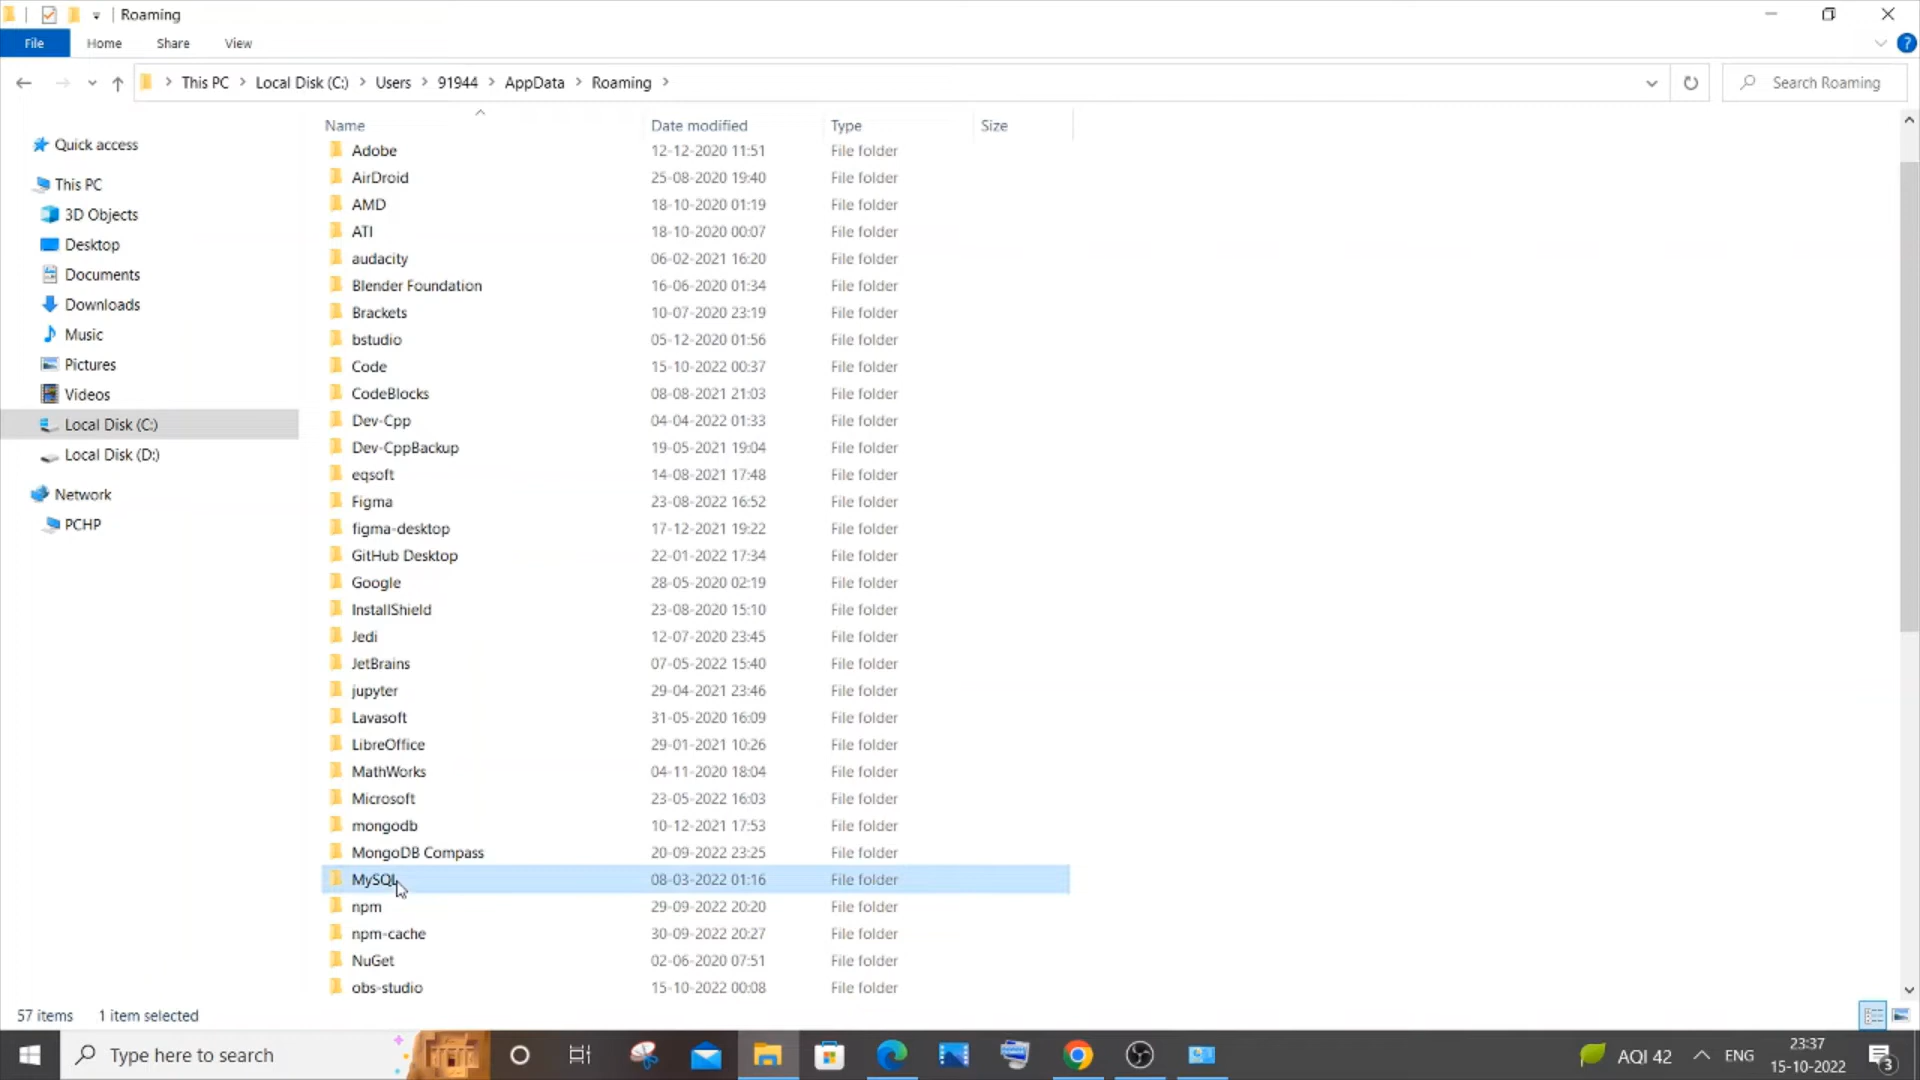 Roaming
File Home Share View
This PC Local Disk (C:) Users 91944 AppData Roaming Search Roaming
Name Date modified Type Size
Quick access
This PC
3D Objects
Desktop
Documents
Downloads
Music
Pictures
Videos
Local Disk (C:)
Local Disk (D:)
Network
PCHP
Adobe 12-12-2020 11:51 File folder
AirDroid 25-08-2020 19:40 File folder
AMD 18-10-2020 01:19 File folder
ATI 18-10-2020 00:07 File folder
audacity 06-02-2021 16:20 File folder
Blender Foundation 16-06-2020 01:34 File folder
Brackets 10-07-2020 23:19 File folder
bstudio 05-12-2020 01:56 File folder
Code 15-10-2022 00:37 File folder
CodeBlocks 08-08-2021 21:03 File folder
Dev-Cpp 04-04-2022 01:33 File folder
Dev-CppBackup 19-05-2021 19:04 File folder
eqsoft 14-08-2021 17:48 File folder
Figma 23-08-2022 16:52 File folder
figma-desktop 17-12-2021 19:22 File folder
GitHub Desktop 22-01-2022 17:34 File folder
Google 28-05-2020 02:19 File folder
InstallShield 23-08-2020 15:10 File folder
Jedi 12-07-2020 23:45 File folder
JetBrains 07-05-2022 15:40 File folder
jupyter 29-04-2021 23:46 File folder
Lavasoft 31-05-2020 16:09 File folder
LibreOffice 29-01-2021 10:26 File folder
MathWorks 04-11-2020 18:04 File folder
Microsoft 23-05-2022 16:03 File folder
mongodb 10-12-2021 17:53 File folder
MongoDB Compass 20-09-2022 23:25 File folder
MySQL 08-03-2022 01:16 File folder
npm 29-09-2022 20:20 File folder
npm-cache 30-09-2022 20:27 File folder
NuGet 02-06-2020 07:51 File folder
obs-studio 15-10-2022 00:08 File folder
57 items 1 item selected
Type here to search AQI 42 ENG 23:37
15-10-2022 3